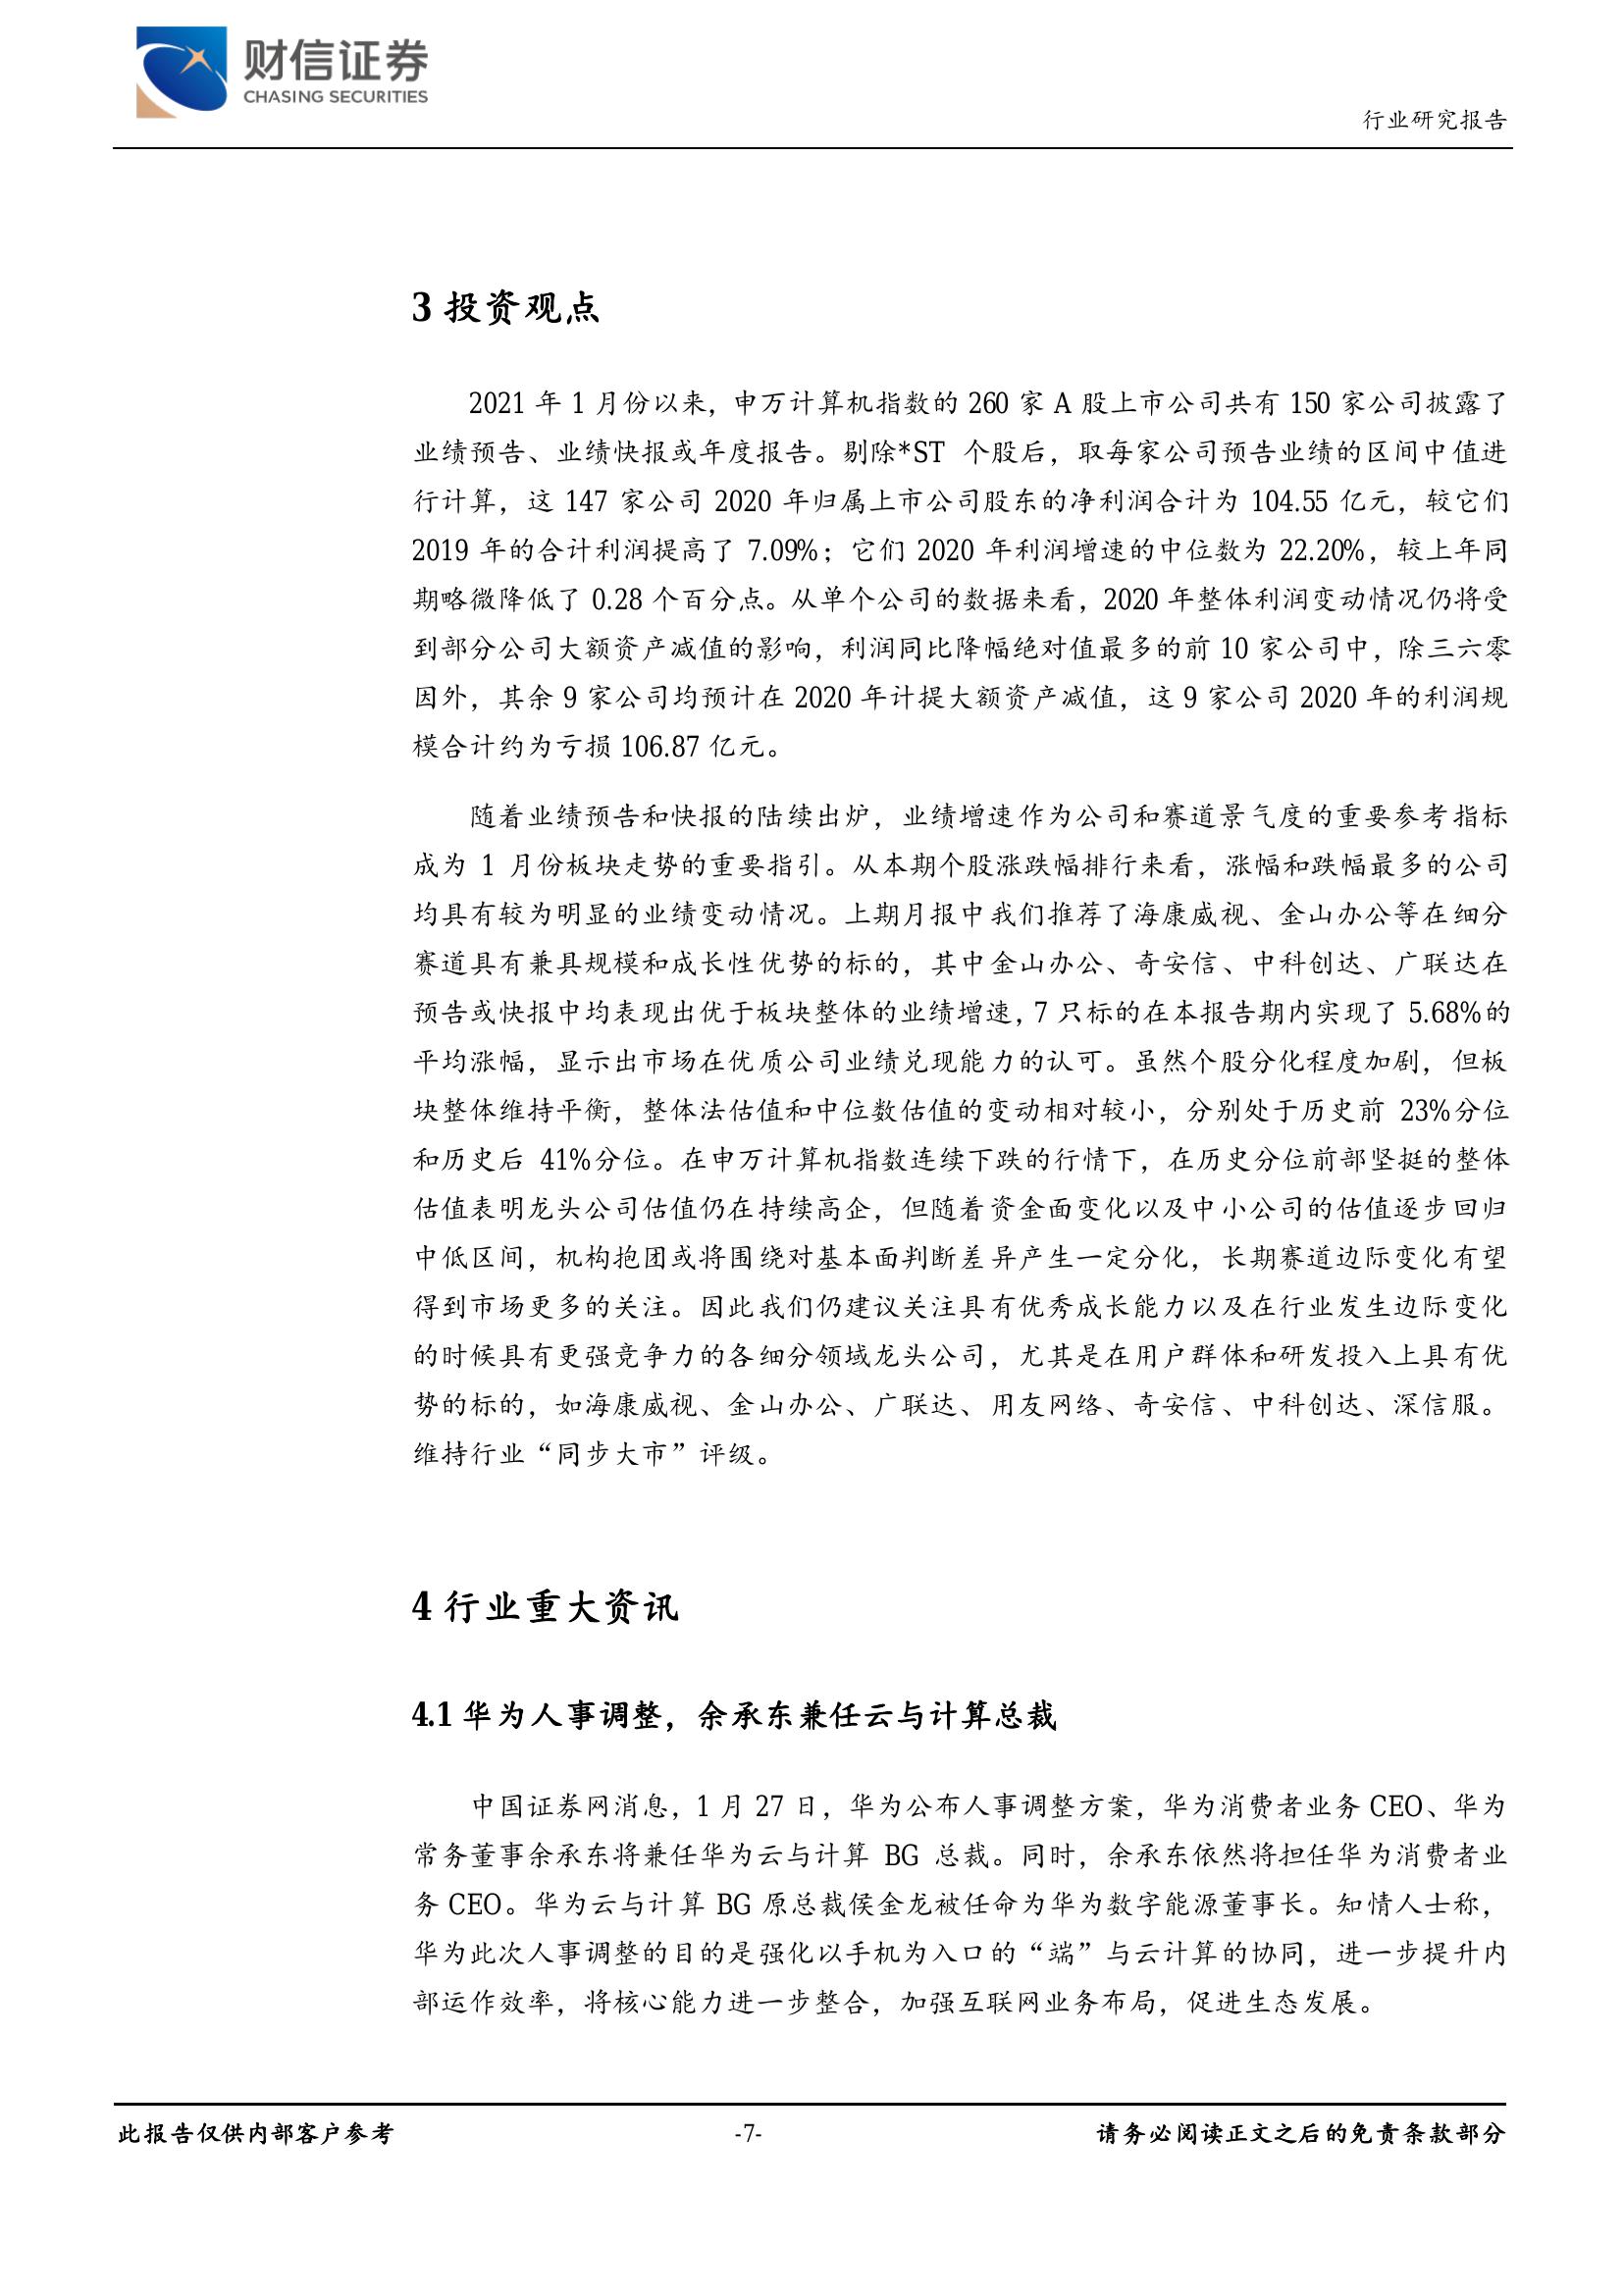 财信证券
CHASING SECURITIES
行业研究报告
3 投资观点
2021 年 1 月份以来，申万计算机指数的 260 家 A 股上市公司共有 150 家公司披露了
业绩预告、业绩快报或年度报告。剔除*ST 个股后，取每家公司预告业绩的区间中值进
行计算，这 147 家公司 2020 年归属上市公司股东的净利润合计为 104.55 亿元，较它们
2019 年的合计利润提高了 7.09%；它们 2020 年利润增速的中位数为 22.20%，较上年同
期略微降低了 0.28 个百分点。从单个公司的数据来看，2020 年整体利润变动情况仍将受
到部分公司大额资产减值的影响，利润同比降幅绝对值最多的前 10 家公司中，除三六零
因外，其余 9 家公司均预计在 2020 年计提大额资产减值，这 9 家公司 2020 年的利润规
模合计约为亏损 106.87 亿元。
随着业绩预告和快报的陆续出炉，业绩增速作为公司和赛道景气度的重要参考指标
成为 1 月份板块走势的重要指引。从本期个股涨跌幅排行来看，涨幅和跌幅最多的公司
均具有较为明显的业绩变动情况。上期月报中我们推荐了海康威视、金山办公等在细分
赛道具有兼具规模和成长性优势的标的，其中金山办公、奇安信、中科创达、广联达在
预告或快报中均表现出优于板块整体的业绩增速，7 只标的在本报告期内实现了 5.68%的
平均涨幅，显示出市场在优质公司业绩兑现能力的认可。虽然个股分化程度加剧，但板
块整体维持平衡，整体法估值和中位数估值的变动相对较小，分别处于历史前 23%分位
和历史后 41%分位。在申万计算机指数连续下跌的行情下，在历史分位前部坚挺的整体
估值表明龙头公司估值仍在持续高企，但随着资金面变化以及中小公司的估值逐步回归
中低区间，机构抱团或将围绕对基本面判断差异产生一定分化，长期赛道边际变化有望
得到市场更多的关注。因此我们仍建议关注具有优秀成长能力以及在行业发生边际变化
的时候具有更强竞争力的各细分领域龙头公司，尤其是在用户群体和研发投入上具有优
势的标的，如海康威视、金山办公、广联达、用友网络、奇安信、中科创达、深信服。
维持行业“同步大市”评级。
4 行业重大资讯
4.1 华为人事调整，余承东兼任云与计算总裁
中国证券网消息，1 月 27 日，华为公布人事调整方案，华为消费者业务 CEO、华为
常务董事余承东将兼任华为云与计算 BG 总裁。同时，余承东依然将担任华为消费者业
务 CEO。华为云与计算 BG 原总裁侯金龙被任命为华为数字能源董事长。知情人士称，
华为此次人事调整的目的是强化以手机为入口的“端”与云计算的协同，进一步提升内
部运作效率，将核心能力进一步整合，加强互联网业务布局，促进生态发展。
此报告仅供内部客户参考
-7-
请务必阅读正文之后的免责条款部分